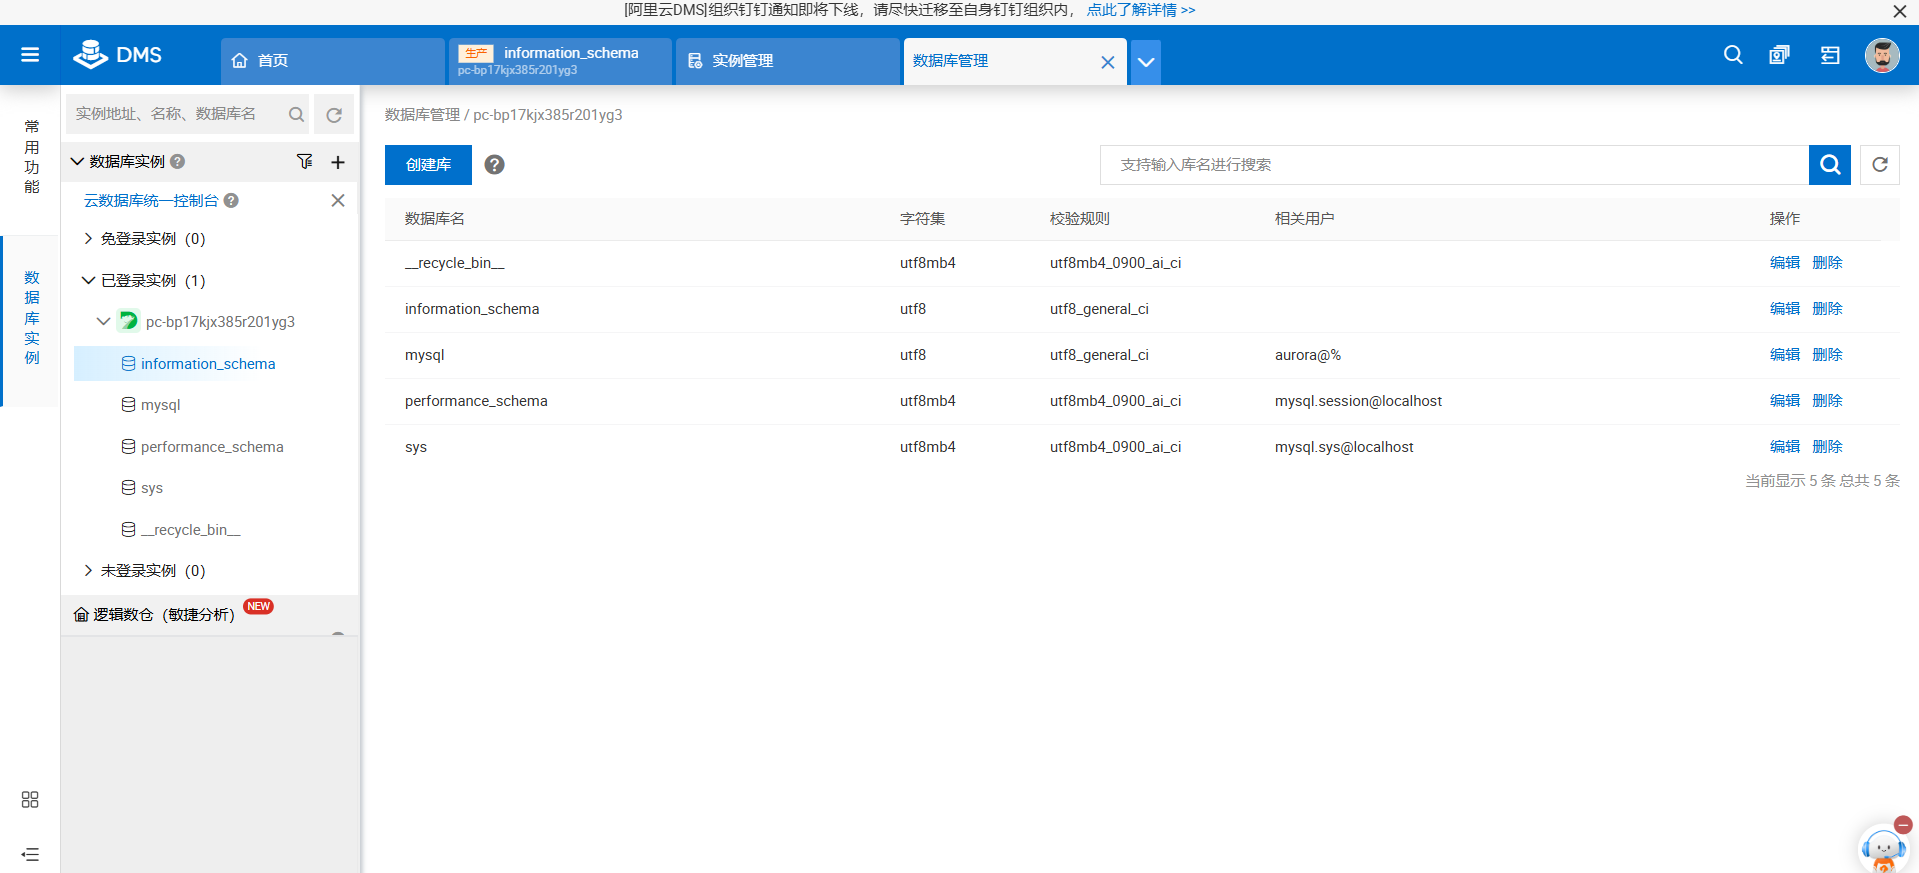 [阿里云DMS]组织钉钉通知即将下线，请尽快迁移至自身钉钉组织内， 点此了解详情 >>
DMS
首页
生产 information_schema
pc-bp17kjx385r201yg3
实例管理
数据库管理
常用功能
数据库实例
实例地址、名称、数据库名
数据库实例
云数据库统一控制台
免登录实例 (0)
已登录实例 (1)
pc-bp17kjx385r201yg3
information_schema
mysql
performance_schema
sys
__recycle_bin__
未登录实例 (0)
逻辑数仓（敏捷分析） NEW
数据库管理 / pc-bp17kjx385r201yg3
创建库
支持输入库名进行搜索
数据库名 字符集 校验规则 相关用户 操作
__recycle_bin__ utf8mb4 utf8mb4_0900_ai_ci 编辑 删除
information_schema utf8 utf8_general_ci 编辑 删除
mysql utf8 utf8_general_ci aurora@% 编辑 删除
performance_schema utf8mb4 utf8mb4_0900_ai_ci mysql.session@localhost 编辑 删除
sys utf8mb4 utf8mb4_0900_ai_ci mysql.sys@localhost 编辑 删除
当前显示 5 条 总共 5 条